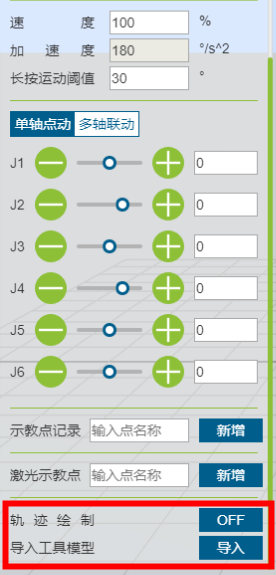 速 度 100 %
加 速 度 180 °/s^2
长按运动阈值 30 °
单轴点动 多轴联动
J1 0
J2 0
J3 0
J4 0
J5 0
J6 0
示教点记录 输入点名称 新增
激光示教点 输入点名称 新增
轨 迹 绘 制 OFF
导入工具模型 导入